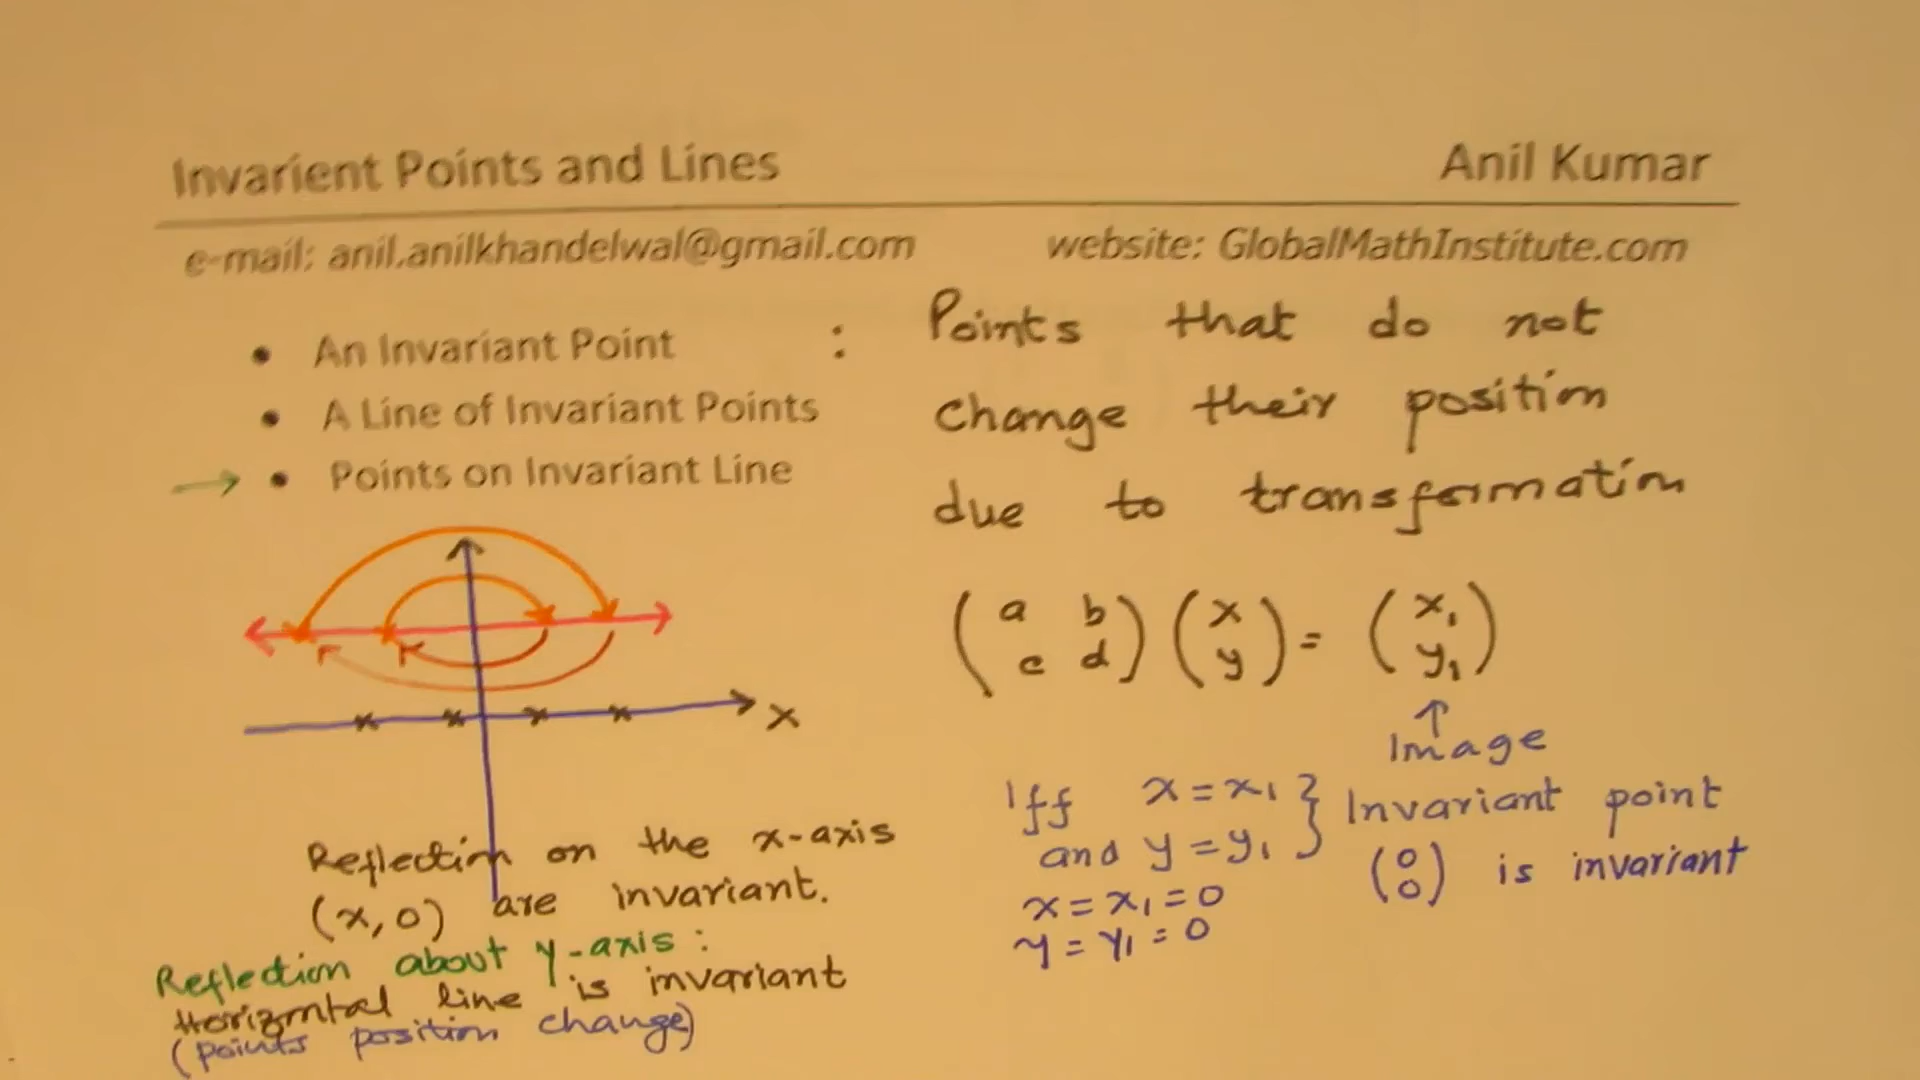 Invarient Points and Lines
Anil Kumar
e-mail: anil.anilkhandelwal@gmail.com
website: GlobalMathInstitute.com
• An Invariant Point :
• A Line of Invariant Points
→ • Points on Invariant Line
Points that do not
change their position
due to transformation
x
(a b
c d) (x
y) = (x₁
y₁)
↑
Image
Iff x = x₁
and y = y₁ } Invariant point
(0
0) is invariant
x = x₁ = 0
y = y₁ = 0
Reflection on the x-axis
(x, 0) are invariant.
Reflection about y-axis :
Horizontal line is invariant
(points position change)